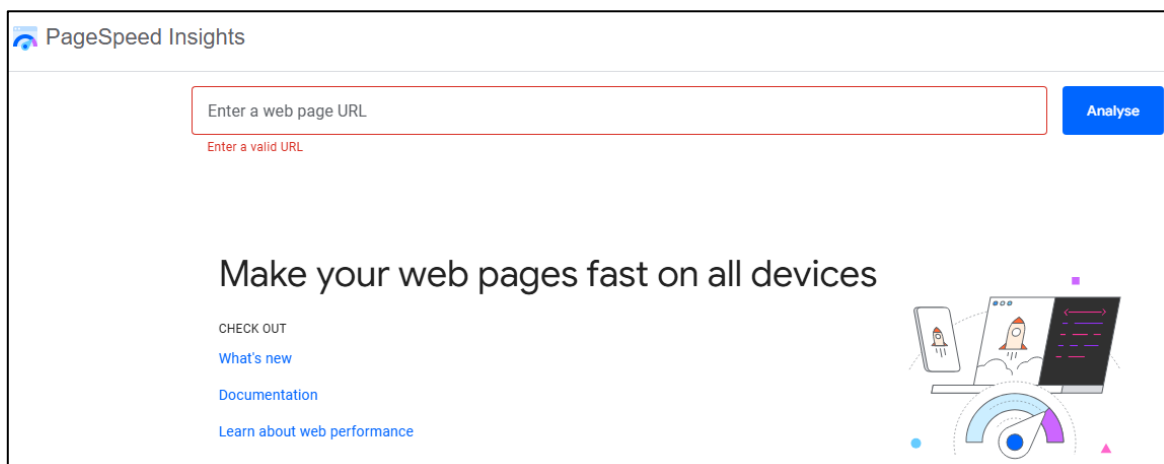 PageSpeed Insights
Enter a web page URL
Analyse
Enter a valid URL
Make your web pages fast on all devices
CHECK OUT
What's new
Documentation
Learn about web performance